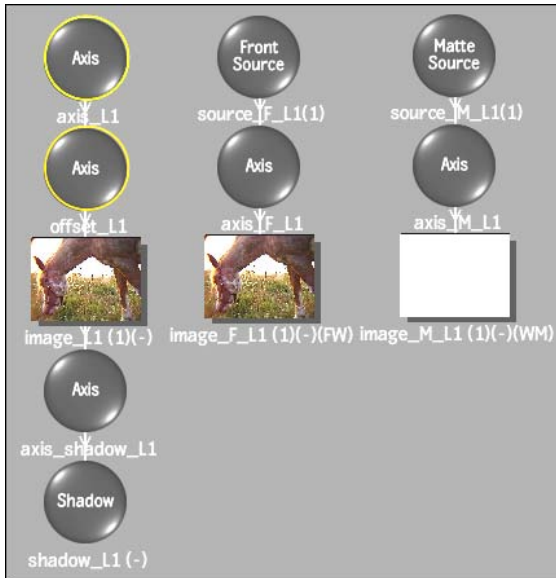 Axis
Front
Source
Matte
Source
axis_L1
source_F_L1(1)
source_M_L1(1)
Axis
Axis
Axis
offset_L1
axis_F_L1
axis_M_L1
image_L1 (1)(-)
image_F_L1 (1)(-)(FW)
image_M_L1 (1)(-)(WM)
Axis
axis_shadow_L1
Shadow
shadow_L1 (-)